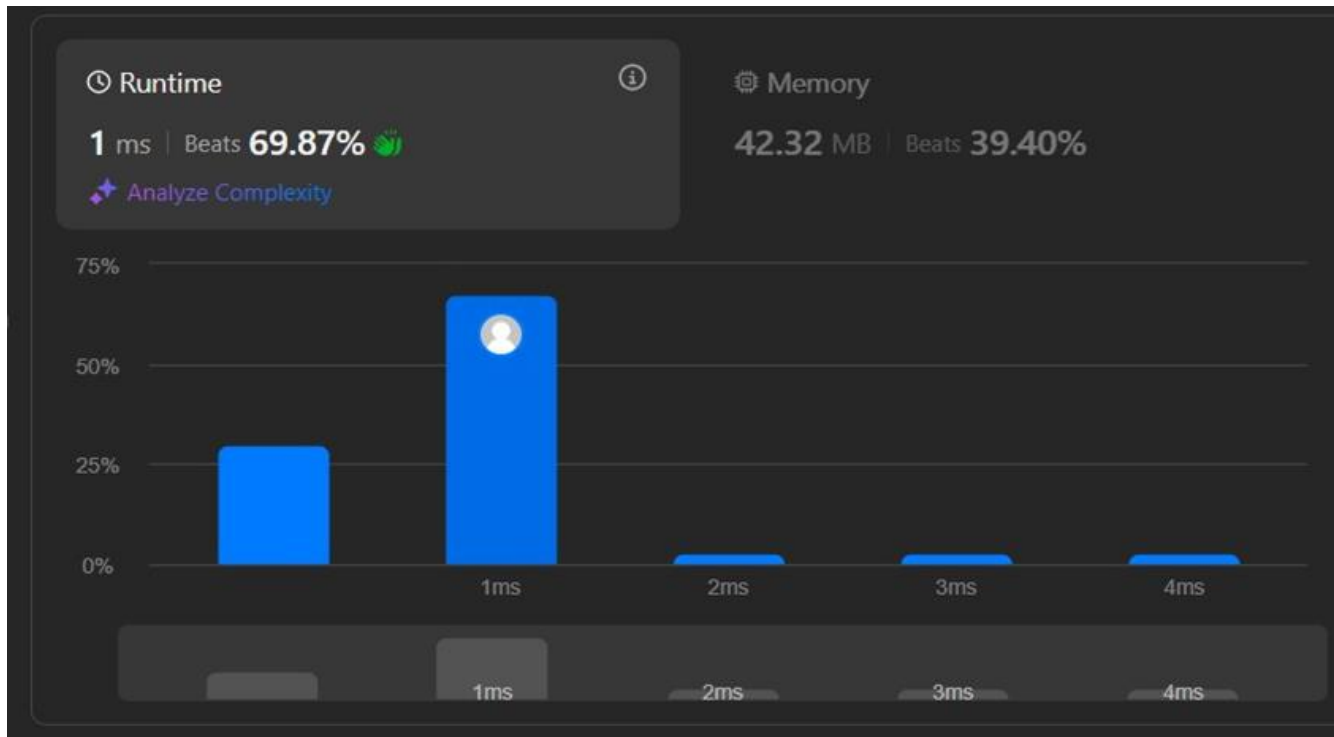 Runtime
1 ms | Beats 69.87%
Analyze Complexity
Memory
42.32 MB | Beats 39.40%
75%
50%
25%
0%
1ms 2ms 3ms 4ms
1ms 2ms 3ms 4ms